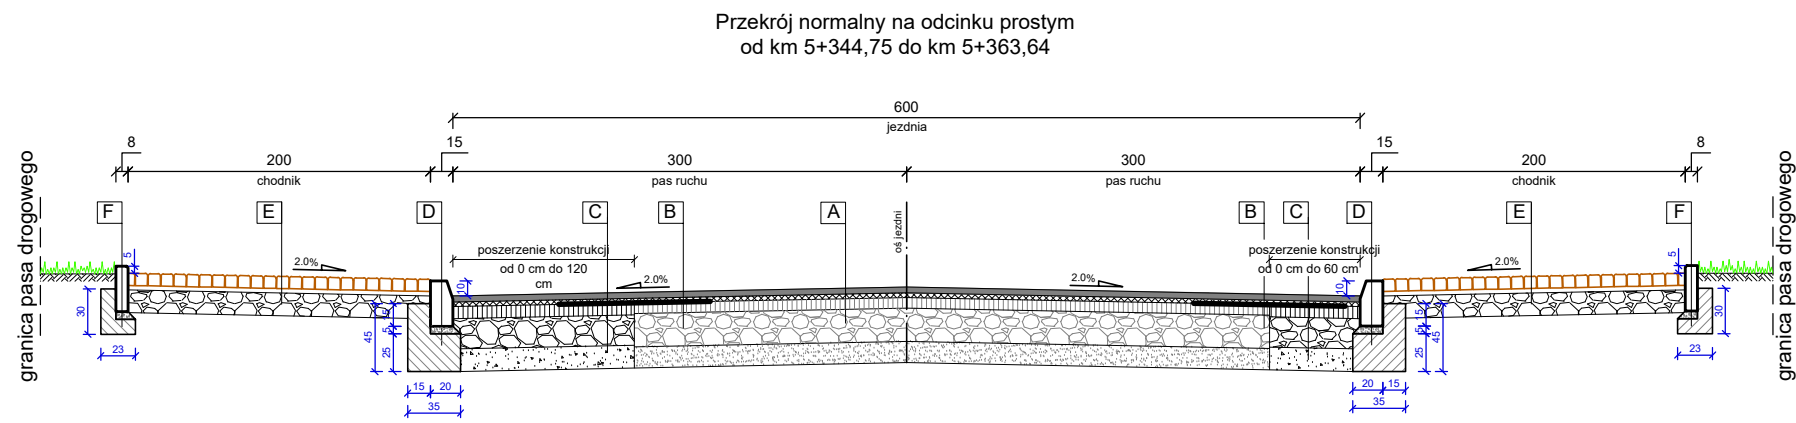 Przekrój normalny na odcinku prostym
od km 5+344,75 do km 5+363,64
600
jezdnia
8
15
15
8
200
300
300
200
chodnik
pas ruchu
pas ruchu
chodnik
granica pasa drogowego
granica pasa drogowego
F
E
D
C
B
A
B
C
D
E
F
oś jezdni
poszerzenie konstrukcji
od 0 cm do 120
cm
poszerzenie konstrukcji
od 0 cm do 60 cm
2.0%
2.0%
2.0%
2.0%
5
10
10
5
30
45
15
5
25
15
5
25
45
30
23
15
20
35
20
15
35
23